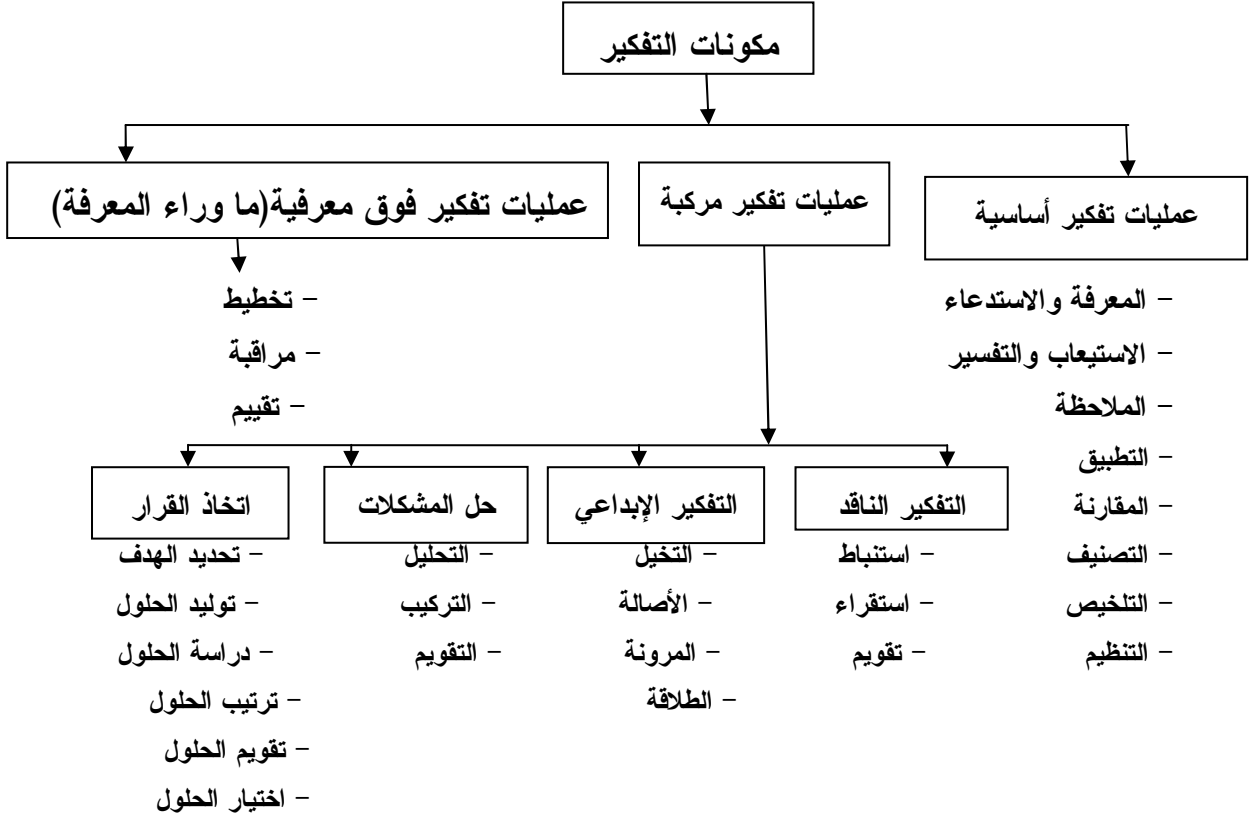 مكونات التفكير
عمليات تفكير أساسية
- المعرفة والاستدعاء
- الاستيعاب والتفسير
- الملاحظة
- التطبيق
- المقارنة
- التصنيف
- التلخيص
- التنظيم
عمليات تفكير مركبة
التفكير الناقد
- استنباط
- استقراء
- تقويم
التفكير الإبداعي
- التخيل
- الأصالة
- المرونة
- الطلاقة
حل المشكلات
- التحليل
- التركيب
- التقويم
اتخاذ القرار
- تحديد الهدف
- توليد الحلول
- دراسة الحلول
- ترتيب الحلول
- تقويم الحلول
- اختيار الحلول
عمليات تفكير فوق معرفية(ما وراء المعرفة)
- تخطيط
- مراقبة
- تقييم